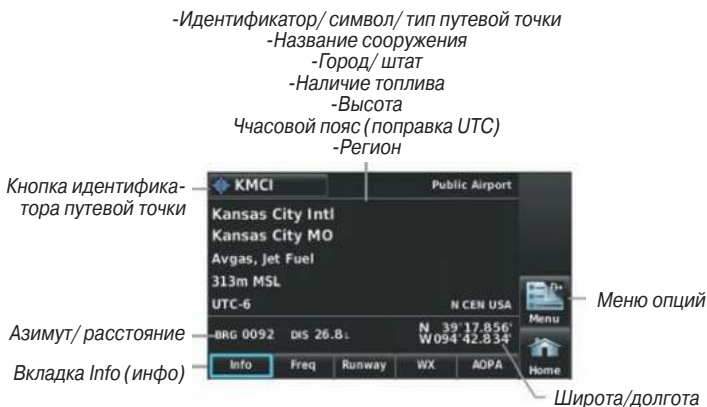 -Идентификатор/ символ/ тип путевой точки
-Название сооружения
-Город/ штат
-Наличие топлива
-Высота
Ччасовой пояс (поправка UTC)
-Регион
Кнопка идентифика-
тора путевой точки
KMCI
Public Airport
Kansas City Intl
Kansas City MO
Avgas, Jet Fuel
313m MSL
UTC-6
N CEN USA
Menu
Меню опций
Азимут/ расстояние
BRG 0092 DIS 26.8
N 39°17.856'
W094°42.834'
Вкладка Info (инфо)
Info Freq Runway WX AOPA
Home
Широта/долгота